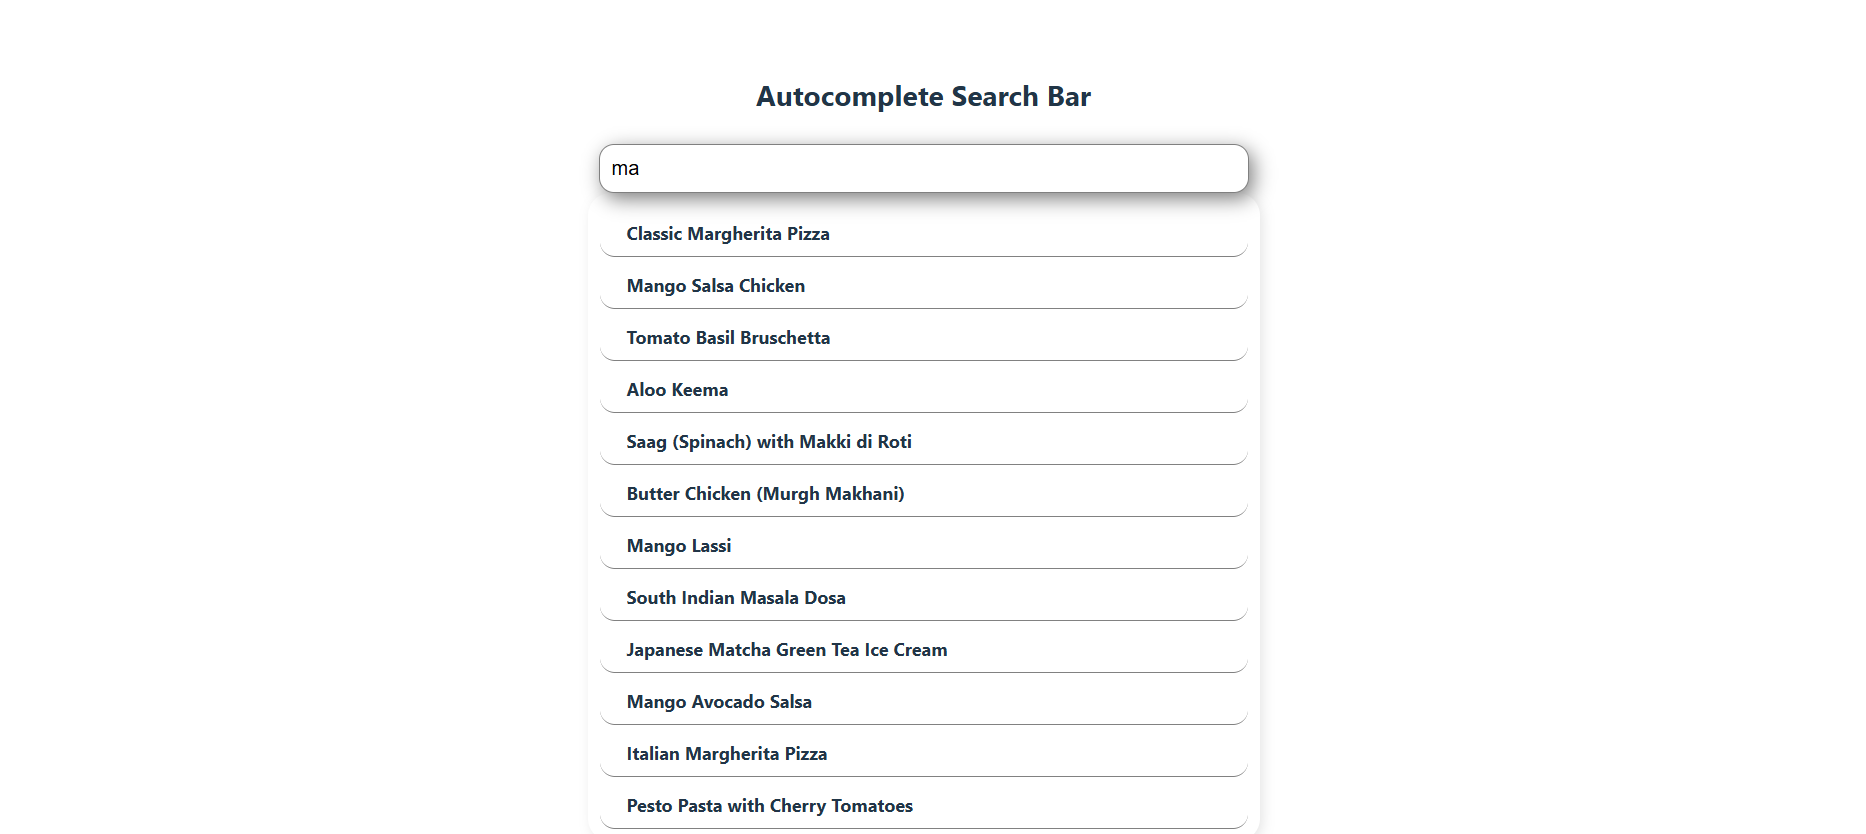 Autocomplete Search Bar
ma
Classic Margherita Pizza
Mango Salsa Chicken
Tomato Basil Bruschetta
Aloo Keema
Saag (Spinach) with Makki di Roti
Butter Chicken (Murgh Makhani)
Mango Lassi
South Indian Masala Dosa
Japanese Matcha Green Tea Ice Cream
Mango Avocado Salsa
Italian Margherita Pizza
Pesto Pasta with Cherry Tomatoes